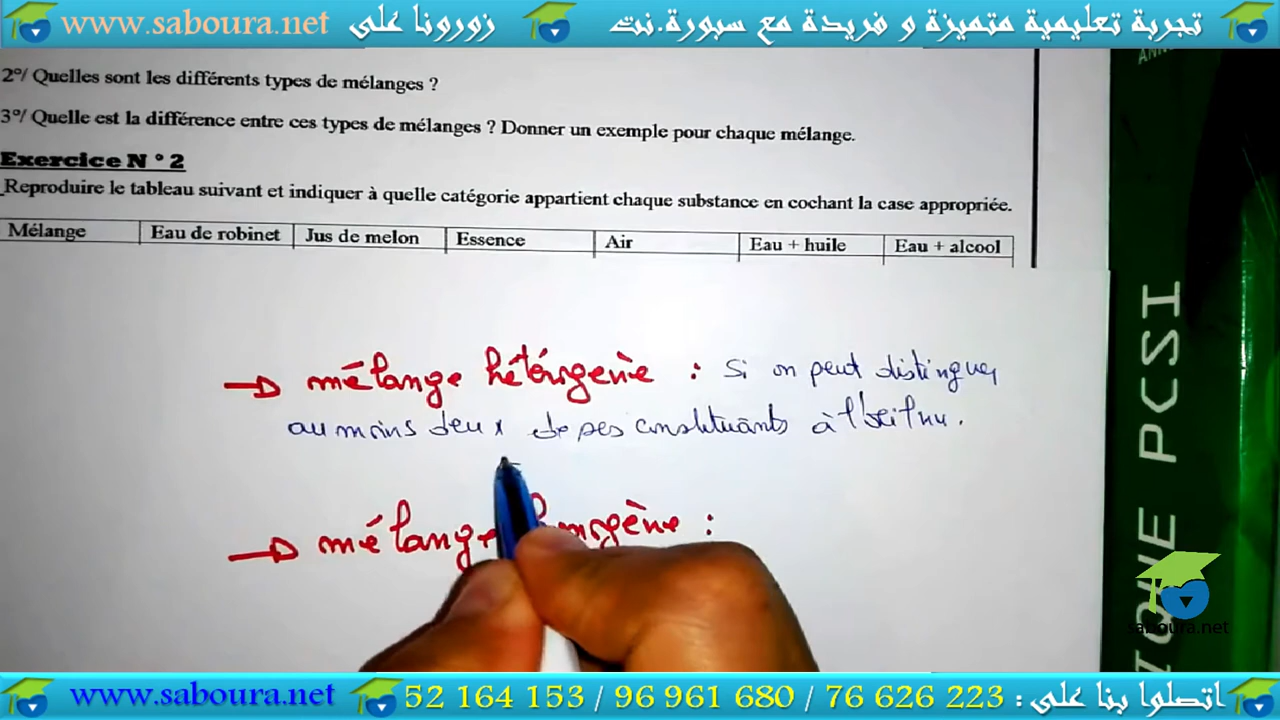 www.saboura.net زورونا على تجربة تعليمية متميزة و فريدة مع سبورة.نت
2°/ Quelles sont les différents types de mélanges ?
3°/ Quelle est la différence entre ces types de mélanges ? Donner un exemple pour chaque mélange.
Exercice N ° 2
Reproduire le tableau suivant et indiquer à quelle catégorie appartient chaque substance en cochant la case appropriée.
Mélange Eau de robinet Jus de melon Essence Air Eau + huile Eau + alcool
mélange hétérogène : Si on peut distinguer
au moins deux de ses constituants à l'œil nu.
mélange homogène :
PCSI
saboura.net
www.saboura.net 52 164 153 / 96 961 680 / 76 626 223 : اتصلوا بنا على